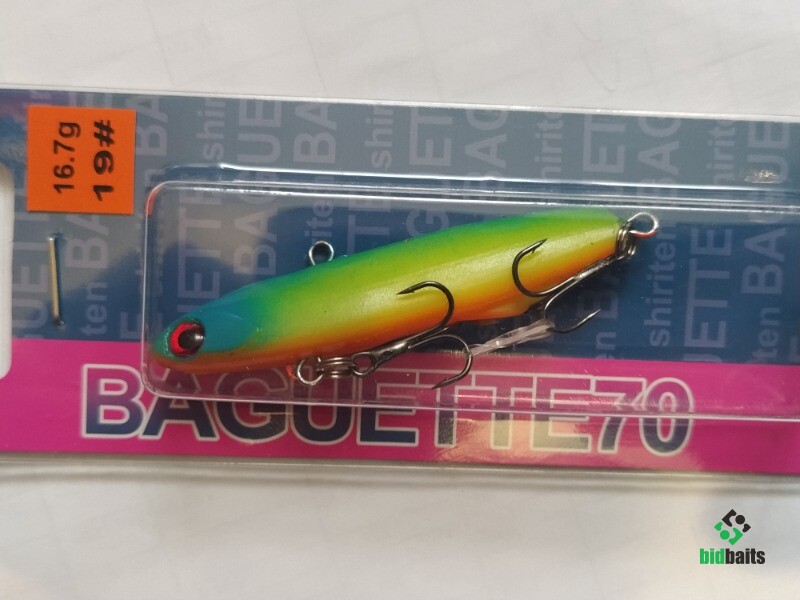 16.7g
19#
BAGUETTE70
shiriten
BAGUETTE
bidbaits